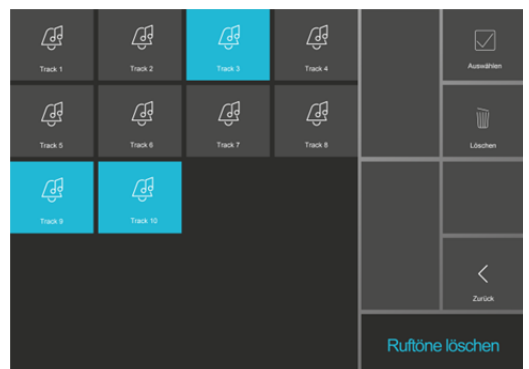 Track 1
Track 2
Track 3
Track 4
Auswählen
Track 5
Track 6
Track 7
Track 8
Löschen
Track 9
Track 10
Zurück
Ruftöne löschen